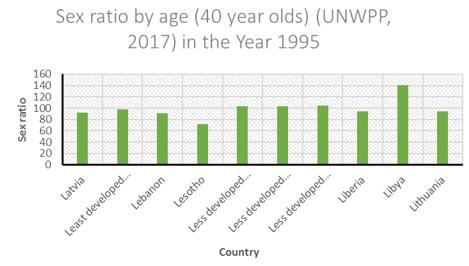 Sex ratio by age (40 year olds) (UNWPP,
2017) in the Year 1995
160
140
120
100
80
60
40
20
0
Sex ratio
Latvia
Least developed...
Lebanon
Lesotho
Less developed...
Less developed...
Less developed...
Liberia
Libya
Lithuania
Country